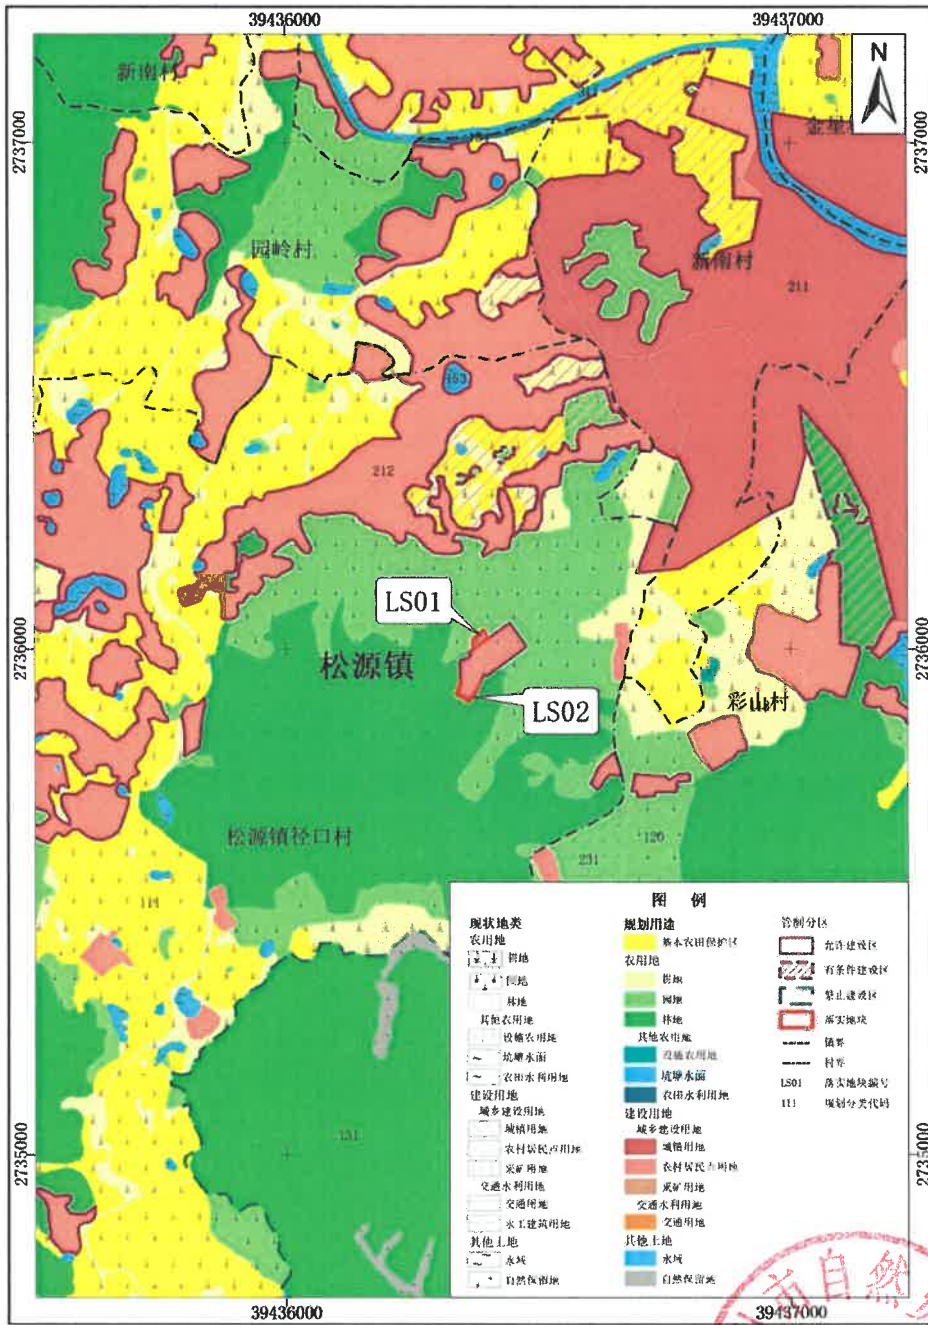 39436000
39437000
N
2737000
2737000
新南村
金星
311
园岭村
新南村
211
153
212
LS01
2736000
2736000
松源镇
LS02
彩山村
松源镇径口村
120
231
图 例
现状地类
农用地
耕地
园地
林地
其他农用地
设施农用地
坑塘水面
农田水利用地
建设用地
城乡建设用地
城镇用地
农村居民点用地
采矿用地
交通水利用地
交通用地
水工建筑用地
其他土地
水域
自然保留地
规划用途
基本农田保护区
农用地
耕地
园地
林地
其他农用地
设施农用地
坑塘水面
农田水利用地
建设用地
城乡建设用地
城镇用地
农村居民点用地
采矿用地
交通水利用地
交通用地
其他土地
水域
自然保留地
管制分区
允许建设区
有条件建设区
禁止建设区
落实地块
镇界
村界
LS01 落实地块编号
111 规划分类代码
131
2735000
2735000
市自然
39436000
39437000